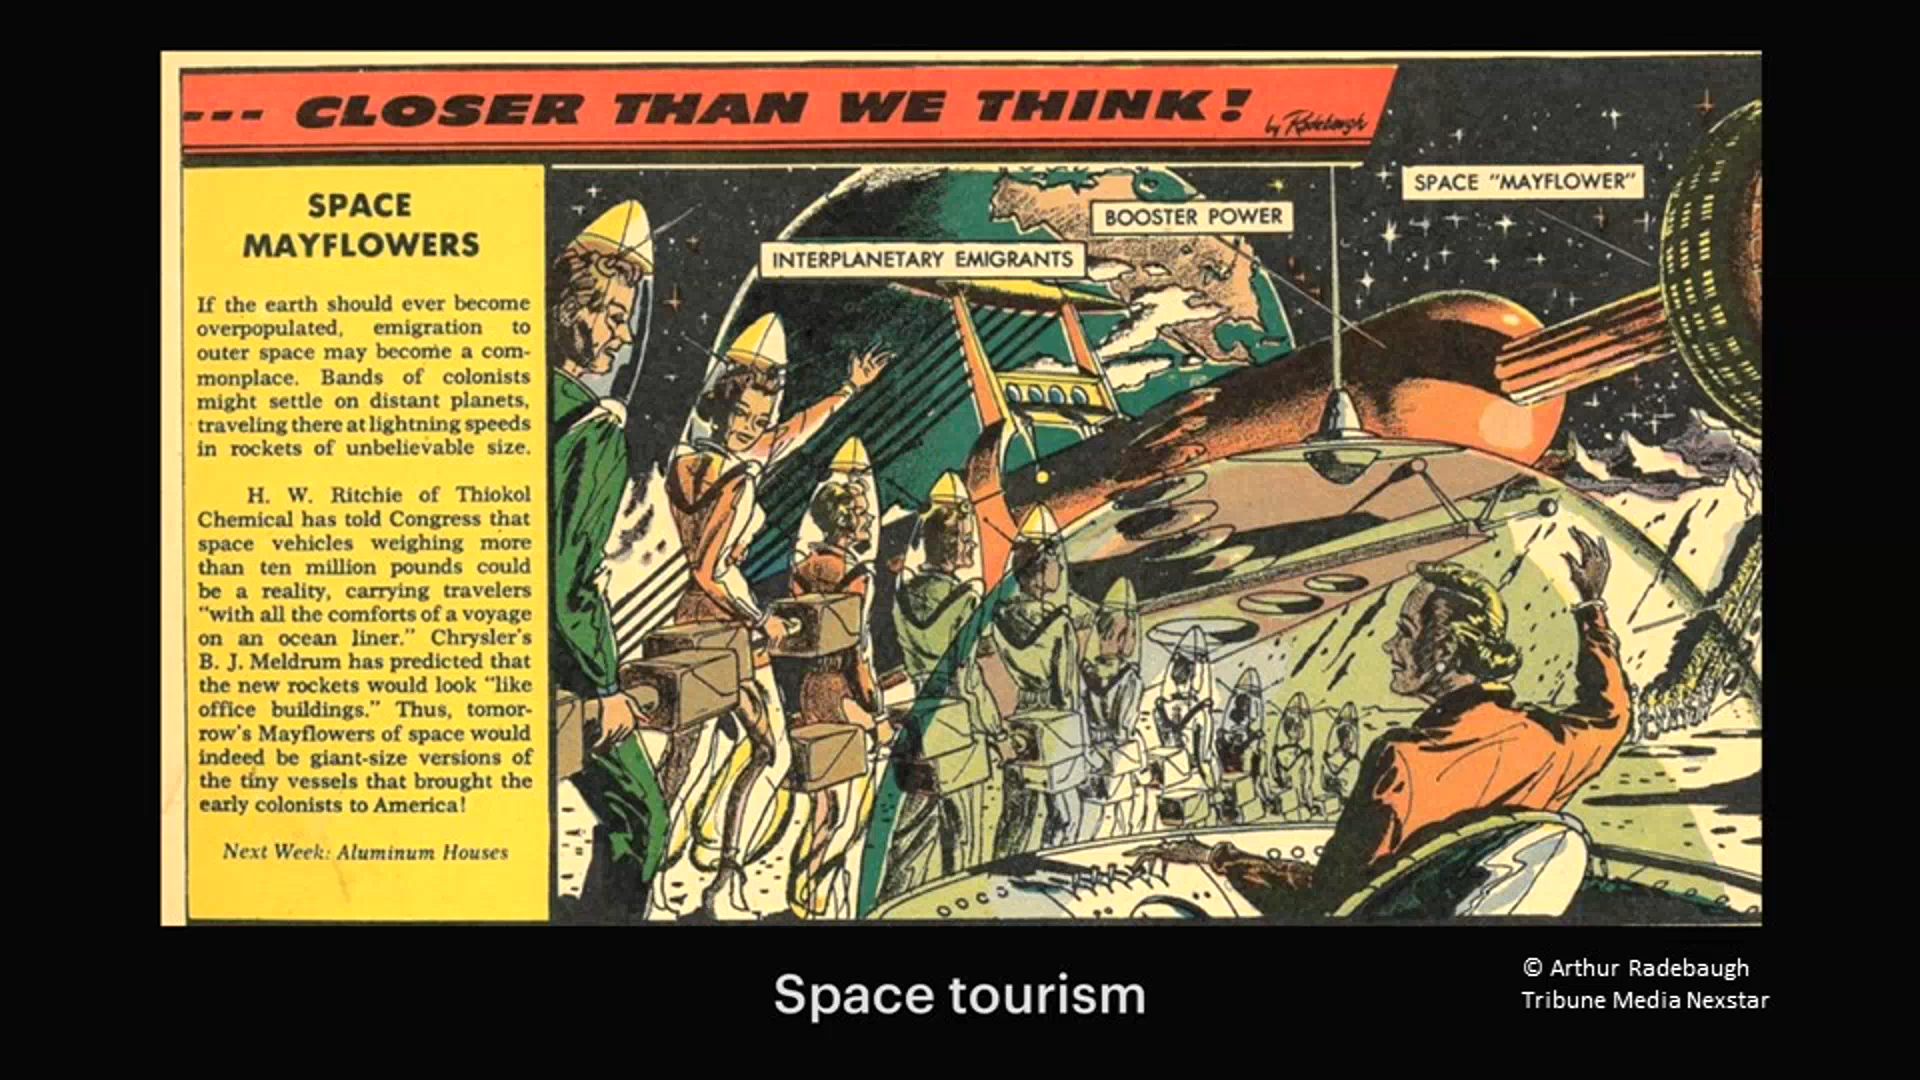 --- CLOSER THAN WE THINK!
by Radebaugh
SPACE
MAYFLOWERS
If the earth should ever become
overpopulated, emigration to
outer space may become a com-
monplace. Bands of colonists
might settle on distant planets,
traveling there at lightning speeds
in rockets of unbelievable size.
H. W. Ritchie of Thiokol
Chemical has told Congress that
space vehicles weighing more
than ten million pounds could
be a reality, carrying travelers
“with all the comforts of a voyage
on an ocean liner.” Chrysler's
B. J. Meldrum has predicted that
the new rockets would look “like
office buildings.” Thus, tomor-
row's Mayflowers of space would
indeed be giant-size versions of
the tiny vessels that brought the
early colonists to America!
Next Week: Aluminum Houses
INTERPLANETARY EMIGRANTS
BOOSTER POWER
SPACE "MAYFLOWER"
Space tourism
© Arthur Radebaugh
Tribune Media Nexstar